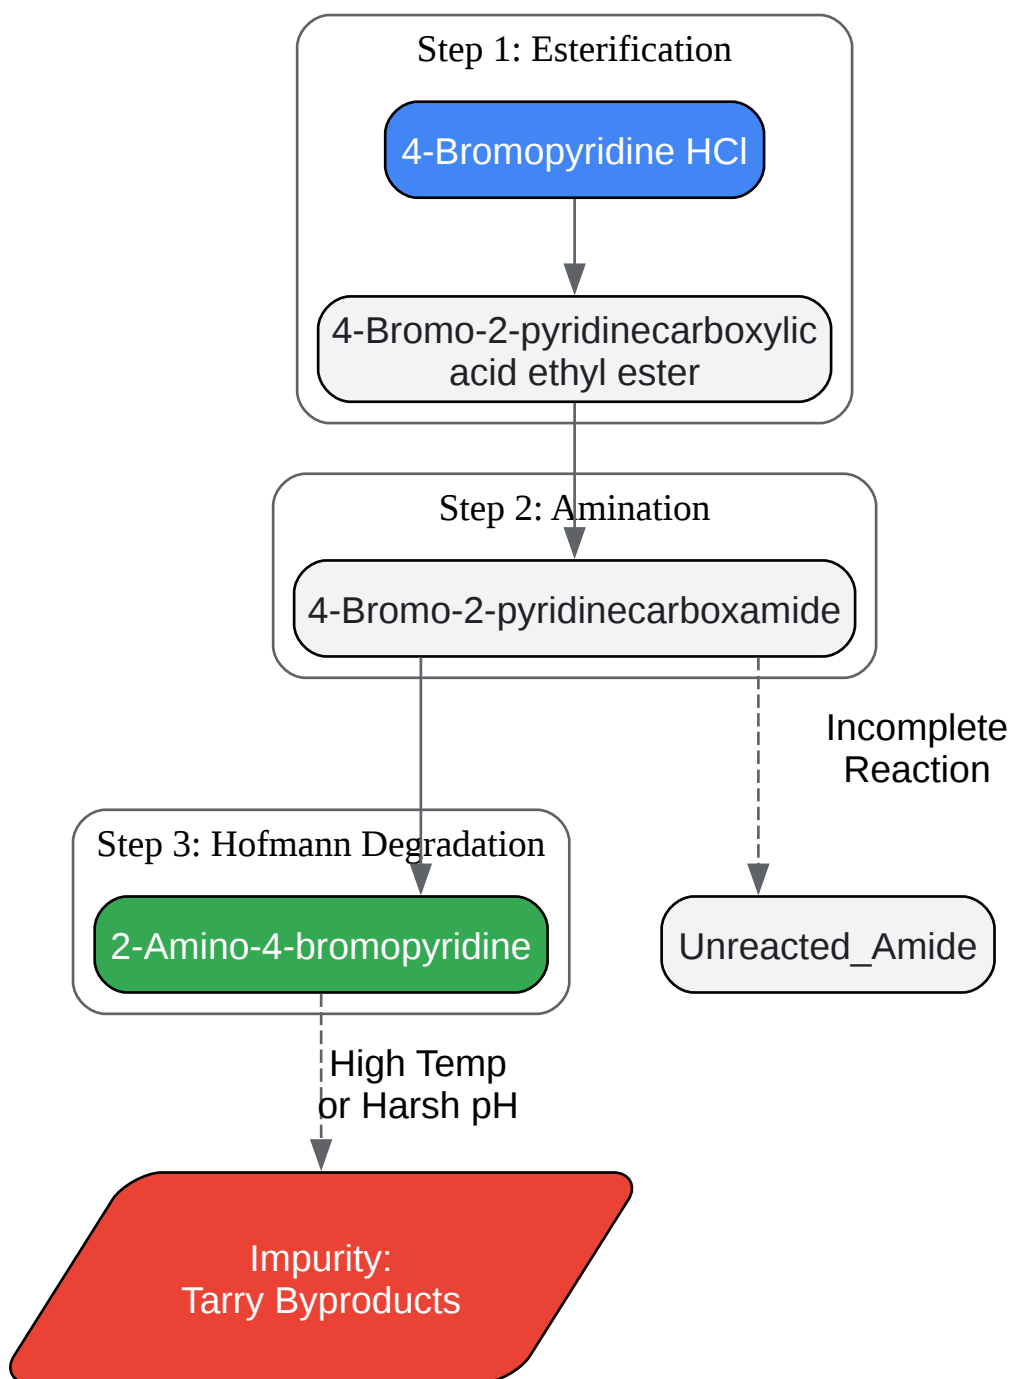 Step 1: Esterification
4-Bromopyridine HCl
4-Bromo-2-pyridinecarboxylic
acid ethyl ester
Step 2: Amination
4-Bromo-2-pyridinecarboxamide
Incomplete
Reaction
Step 3: Hofmann Degradation
2-Amino-4-bromopyridine
Unreacted_Amide
High Temp
or Harsh pH
Impurity:
Tarry Byproducts